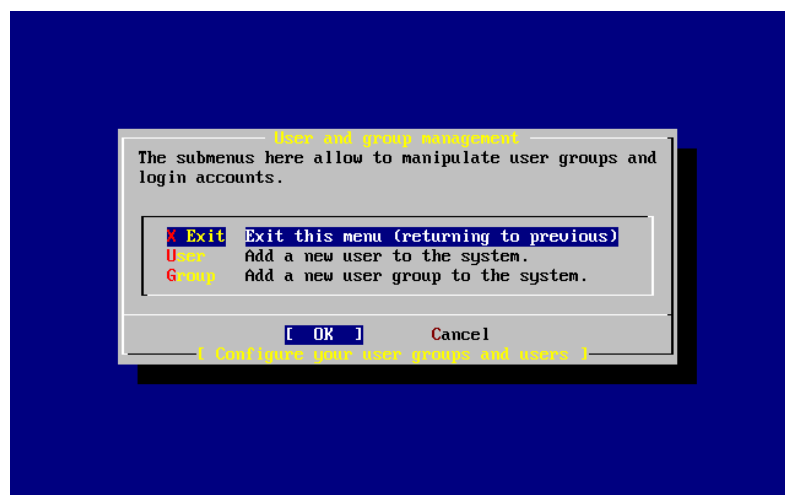 User and group management
The submenus here allow to manipulate user groups and
login accounts.
X Exit Exit this menu (returning to previous)
User Add a new user to the system.
Group Add a new user group to the system.
[ OK ] Cancel
[ Configure your user groups and users ]